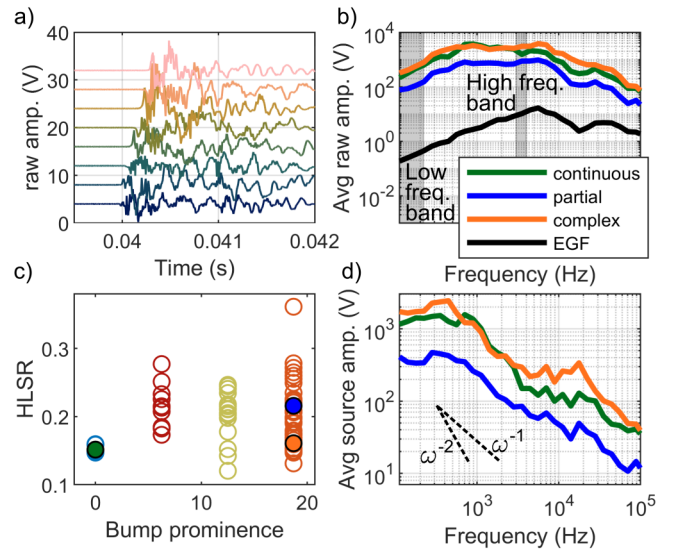 a)
40
30
20
10
0
raw amp. (V)
0.04
0.041
0.042
Time (s)
b)
10^4
10^2
10^0
10^-2
Avg raw amp. (V)
High freq.
band
Low
freq.
band
continuous
partial
complex
EGF
Frequency (Hz)
c)
0.3
0.2
0.1
HLSR
0
10
20
Bump prominence
d)
10^3
10^2
10^1
Avg source amp. (V)
ω^-2
ω^-1
10^3
10^4
10^5
Frequency (Hz)